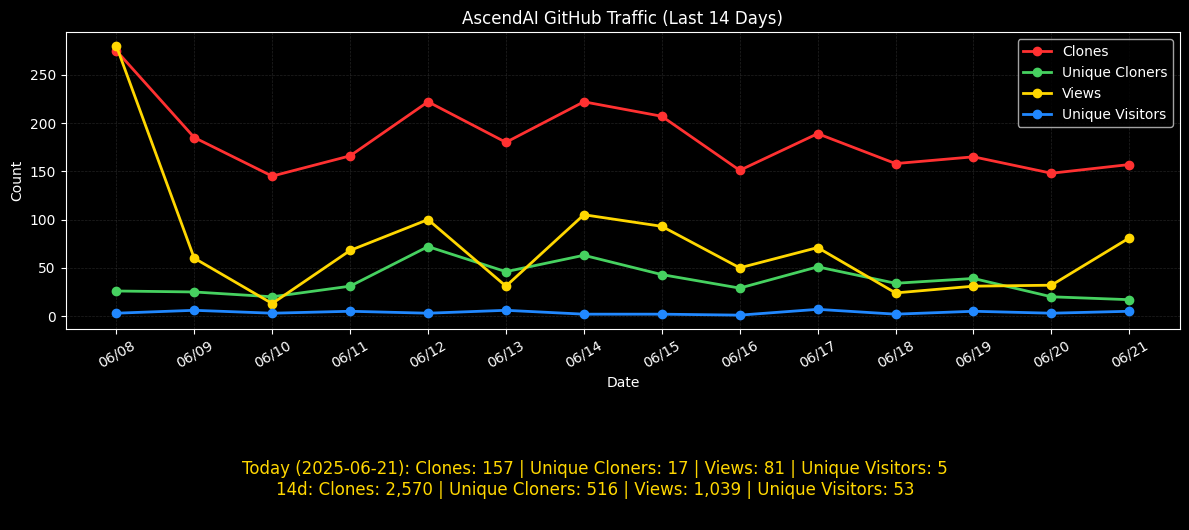 AscendAI GitHub Traffic (Last 14 Days)
Clones
Unique Cloners
Views
Unique Visitors
Count
250
200
150
100
50
0
06/08 06/09 06/10 06/11 06/12 06/13 06/14 06/15 06/16 06/17 06/18 06/19 06/20 06/21
Date
Today (2025-06-21): Clones: 157 | Unique Cloners: 17 | Views: 81 | Unique Visitors: 5
14d: Clones: 2,570 | Unique Cloners: 516 | Views: 1,039 | Unique Visitors: 53